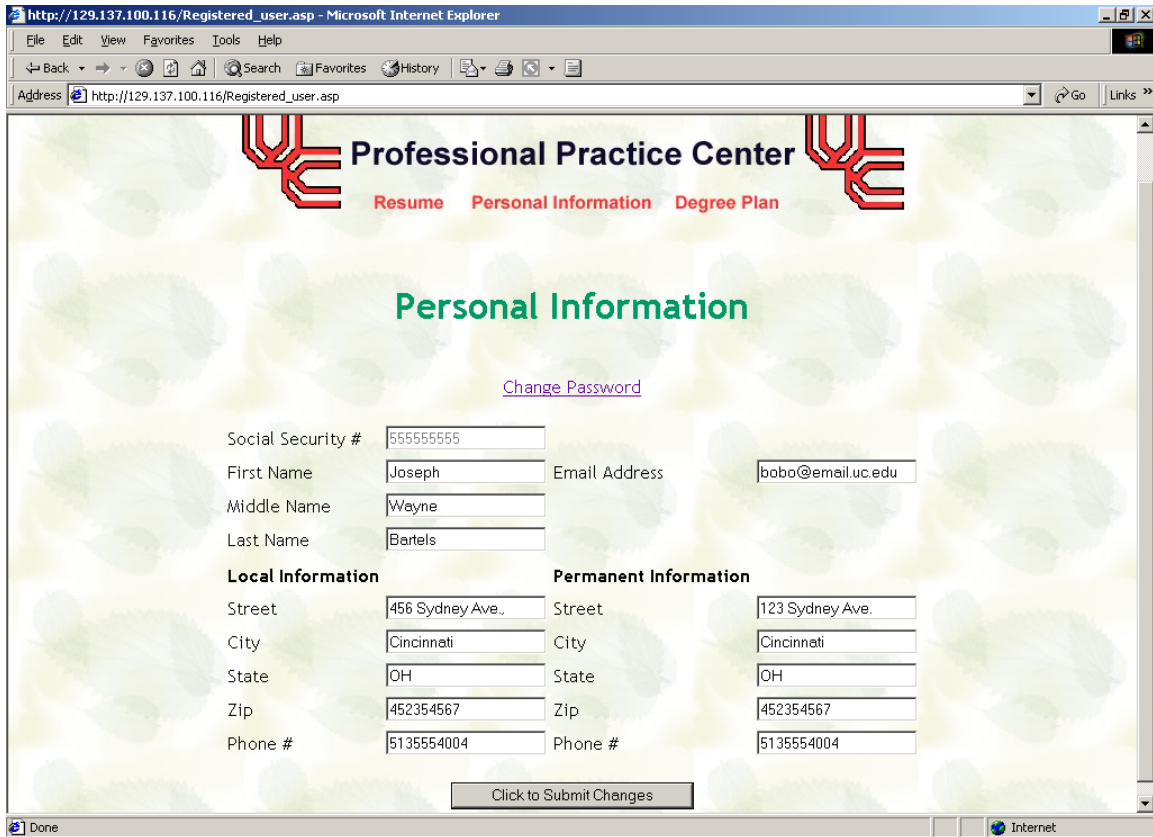 http://129.137.100.116/Registered_user.asp - Microsoft Internet Explorer
File Edit View Favorites Tools Help
Back Search Favorites History
Address http://129.137.100.116/Registered_user.asp Go Links »
UC Professional Practice Center UC
Resume Personal Information Degree Plan
Personal Information
Change Password
Social Security # 555555555
First Name Joseph Email Address bobo@email.uc.edu
Middle Name Wayne
Last Name Bartels
Local Information Permanent Information
Street 456 Sydney Ave., Street 123 Sydney Ave.
City Cincinnati City Cincinnati
State OH State OH
Zip 452354567 Zip 452354567
Phone # 5135554004 Phone # 5135554004
Click to Submit Changes
Done Internet